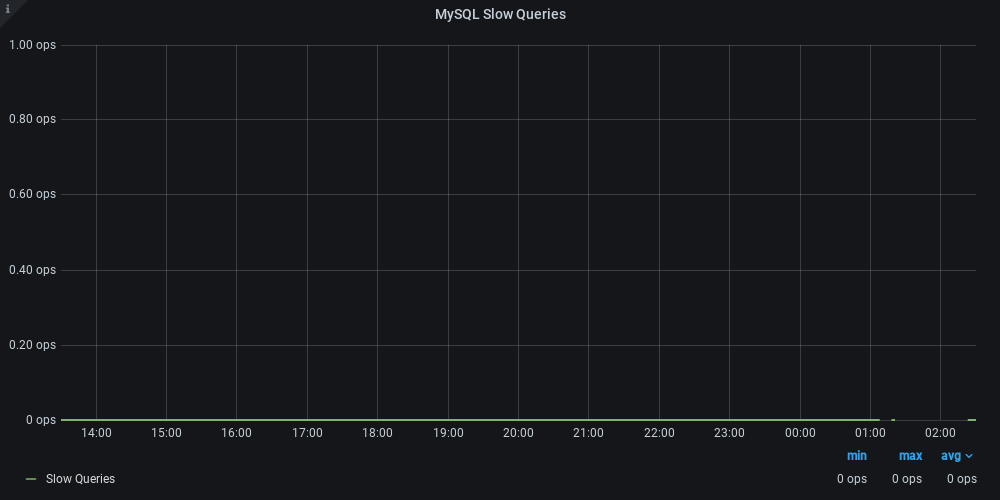 i
MySQL Slow Queries
1.00 ops
0.80 ops
0.60 ops
0.40 ops
0.20 ops
0 ops
14:00 15:00 16:00 17:00 18:00 19:00 20:00 21:00 22:00 23:00 00:00 01:00 02:00
min max avg
Slow Queries 0 ops 0 ops 0 ops